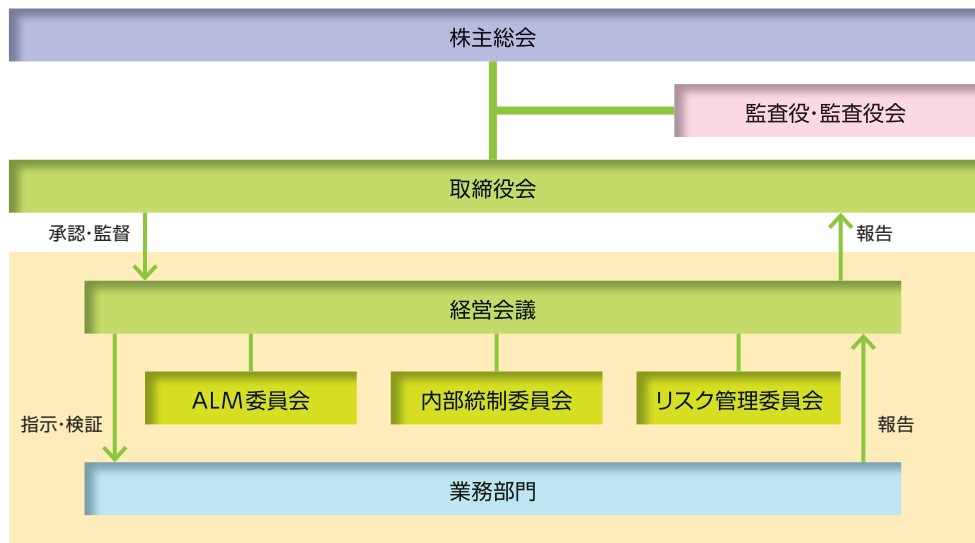 株主総会
監査役・監査役会
取締役会
承認・監督
報告
経営会議
ALM委員会
内部統制委員会
リスク管理委員会
指示・検証
報告
業務部門